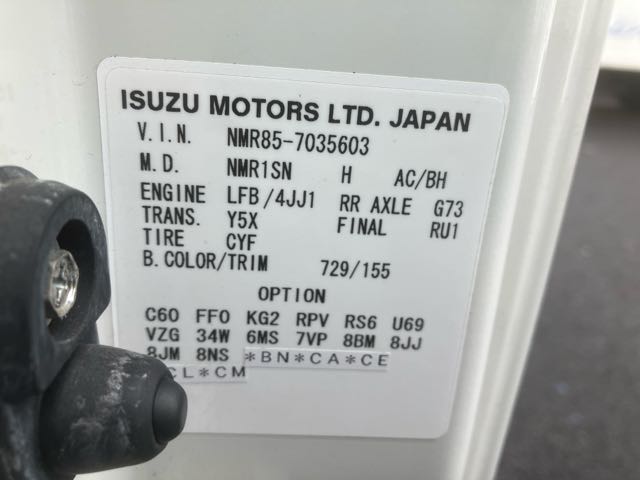 ISUZU MOTORS LTD. JAPAN
V.I.N. NMR85-7035603
M.D. NMR1SN H AC/BH
ENGINE LFB/4JJ1 RR AXLE G73
TRANS. Y5X FINAL RU1
TIRE CYF
B.COLOR/TRIM 729/155
OPTION
C60 FF0 KG2 RPV RS6 U69
VZG 34W 6MS 7VP 8BM 8JJ
8JM 8NS *BN*CA*CE
CL*CM